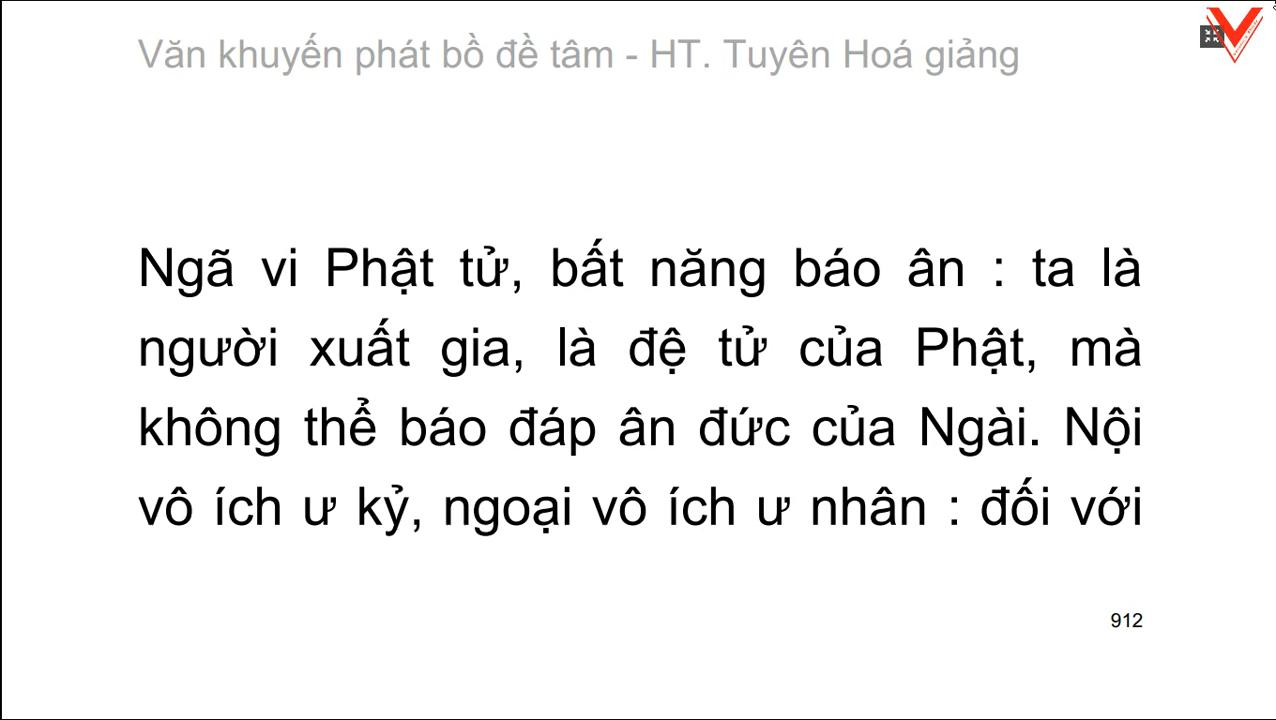 Văn khuyến phát bồ đề tâm - HT. Tuyên Hoá giảng
Ngã vi Phật tử, bất năng báo ân : ta là
người xuất gia, là đệ tử của Phật, mà
không thể báo đáp ân đức của Ngài. Nội
vô ích ư kỷ, ngoại vô ích ư nhân : đối với
912